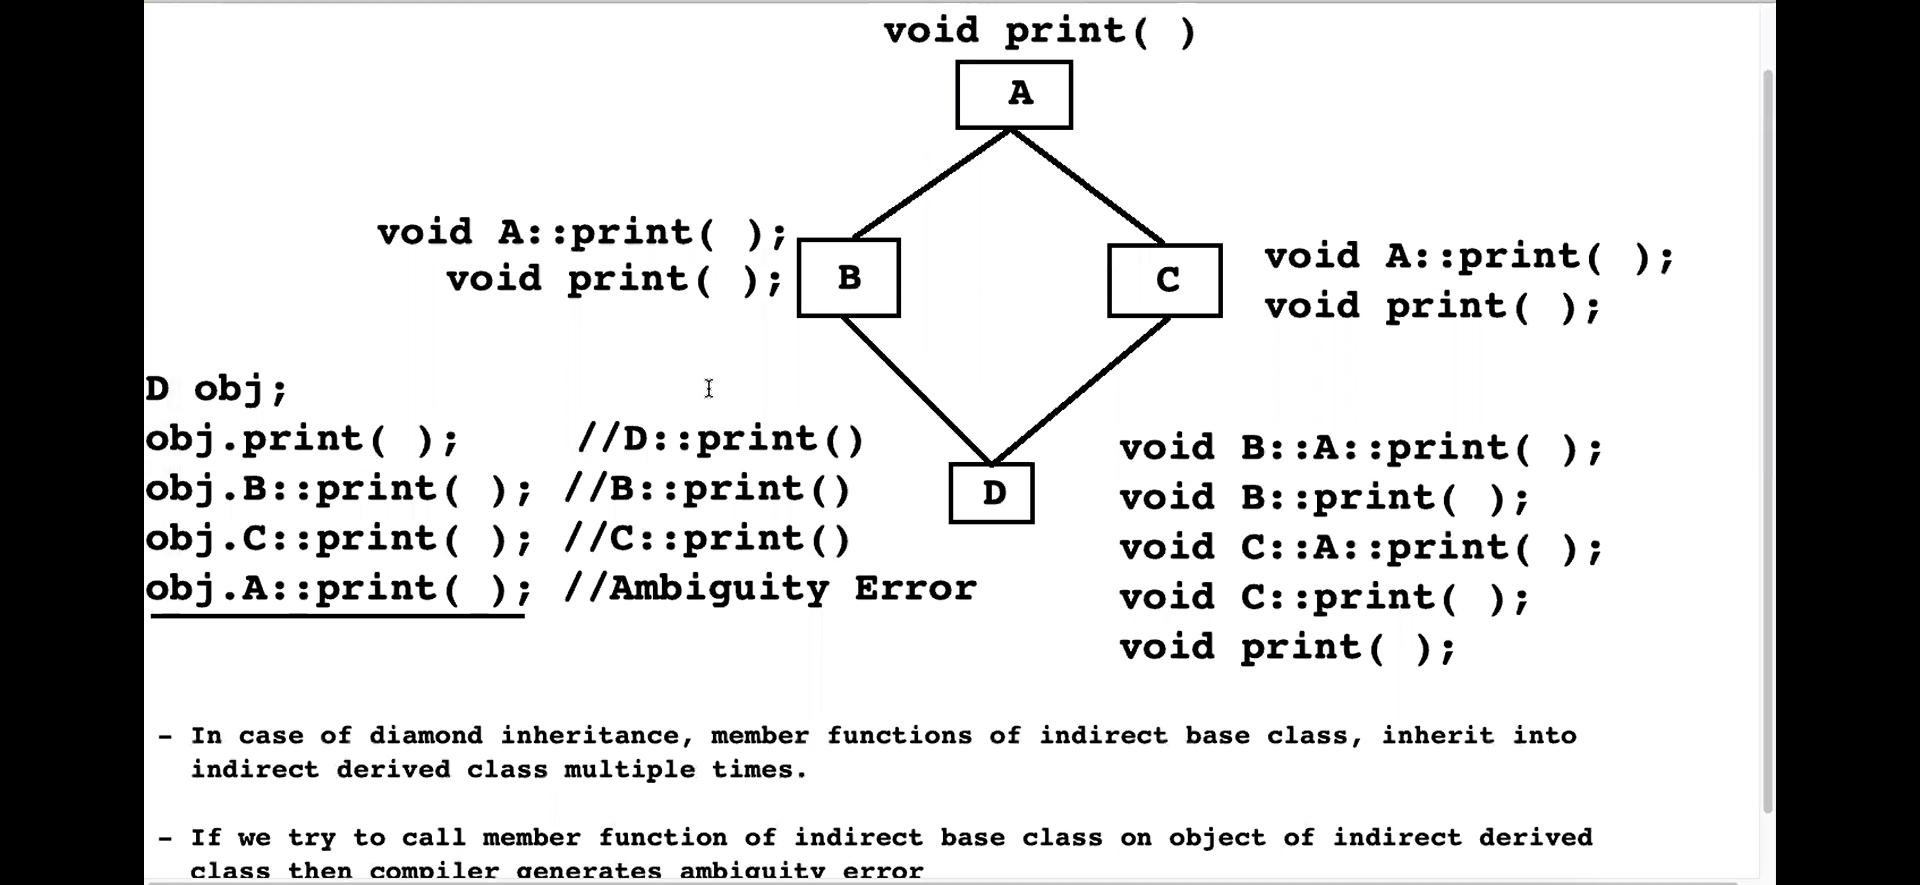 void print( )
A
void A::print( );
void print( );
B
C
void A::print( );
void print( );
D obj;
obj.print( ); //D::print()
obj.B::print( ); //B::print()
obj.C::print( ); //C::print()
obj.A::print( ); //Ambiguity Error
D
void B::A::print( );
void B::print( );
void C::A::print( );
void C::print( );
void print( );
- In case of diamond inheritance, member functions of indirect base class, inherit into
indirect derived class multiple times.
- If we try to call member function of indirect base class on object of indirect derived
class then compiler generates ambiguity error